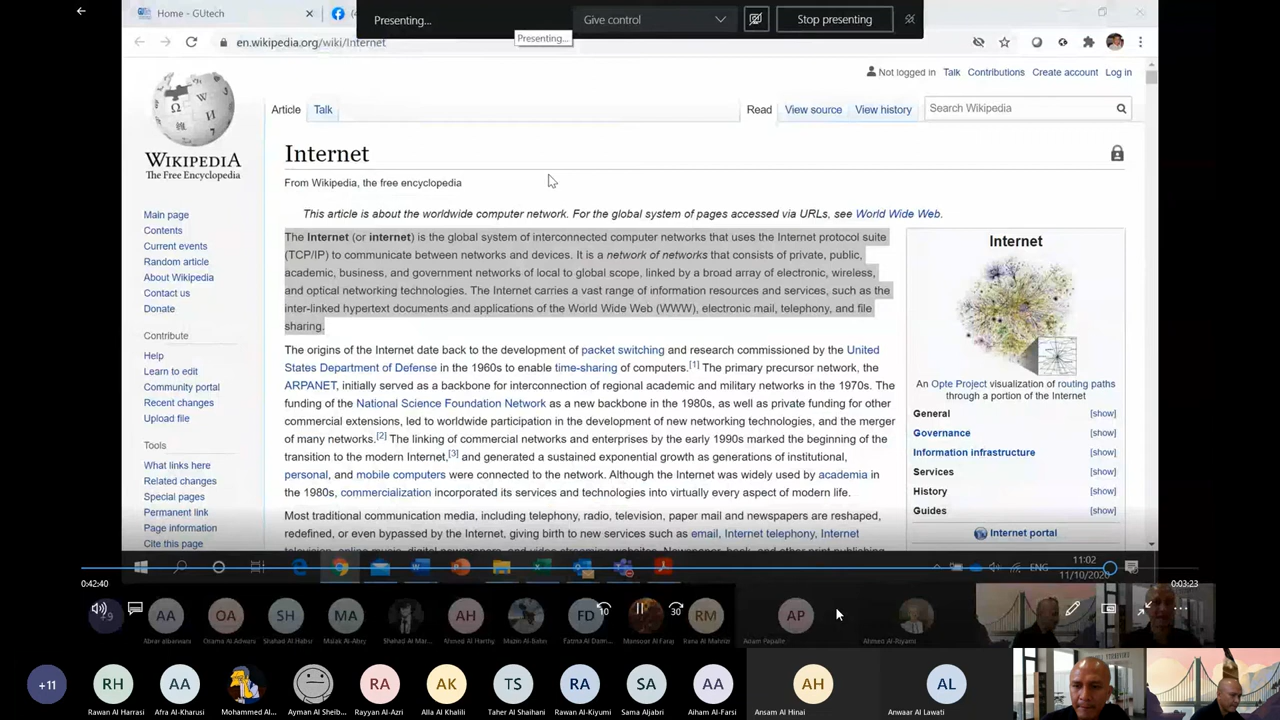 Home - GUtech
(4
Presenting...
Give control
Stop presenting
Presenting...
en.wikipedia.org/wiki/Internet
Not logged in Talk Contributions Create account Log in
Article Talk
Read View source View history
Search Wikipedia
WIKIPEDIA
The Free Encyclopedia
Internet
From Wikipedia, the free encyclopedia
This article is about the worldwide computer network. For the global system of pages accessed via URLs, see World Wide Web.
The Internet (or internet) is the global system of interconnected computer networks that uses the Internet protocol suite
(TCP/IP) to communicate between networks and devices. It is a network of networks that consists of private, public,
academic, business, and government networks of local to global scope, linked by a broad array of electronic, wireless,
and optical networking technologies. The Internet carries a vast range of information resources and services, such as the
inter-linked hypertext documents and applications of the World Wide Web (WWW), electronic mail, telephony, and file
sharing.
The origins of the Internet date back to the development of packet switching and research commissioned by the United
States Department of Defense in the 1960s to enable time-sharing of computers.[1] The primary precursor network, the
ARPANET, initially served as a backbone for interconnection of regional academic and military networks in the 1970s. The
funding of the National Science Foundation Network as a new backbone in the 1980s, as well as private funding for other
commercial extensions, led to worldwide participation in the development of new networking technologies, and the merger
of many networks.[2] The linking of commercial networks and enterprises by the early 1990s marked the beginning of the
transition to the modern Internet,[3] and generated a sustained exponential growth as generations of institutional,
personal, and mobile computers were connected to the network. Although the Internet was widely used by academia in
the 1980s, commercialization incorporated its services and technologies into virtually every aspect of modern life.
Most traditional communication media, including telephony, radio, television, paper mail and newspapers are reshaped,
redefined, or even bypassed by the Internet, giving birth to new services such as email, Internet telephony, Internet
Main page
Contents
Current events
Random article
About Wikipedia
Contact us
Donate
Contribute
Help
Learn to edit
Community portal
Recent changes
Upload file
Tools
What links here
Related changes
Special pages
Permanent link
Page information
Cite this page
Internet
An Opte Project visualization of routing paths
through a portion of the Internet
General [show]
Governance [show]
Information infrastructure [show]
Services [show]
History [show]
Guides [show]
Internet portal
ENG
11:02
11/10/2020
0:42:40
0:03:23
AA OA SH MA AH FD RM AP
10 30
+11 RH AA RA AK TS RA SA AA AH AL
Rawan Al Harrasi
Afra Al-Kharusi
Mohammed Al...
Ayman Al Sheib...
Rayyan Al-Azri
Alla Al Khalili
Taher Al Shaihani
Rawan Al-Kiyumi
Sama Aljabri
Aiham Al-Farsi
Ansam Al Hinai
Anwaar Al Lawati